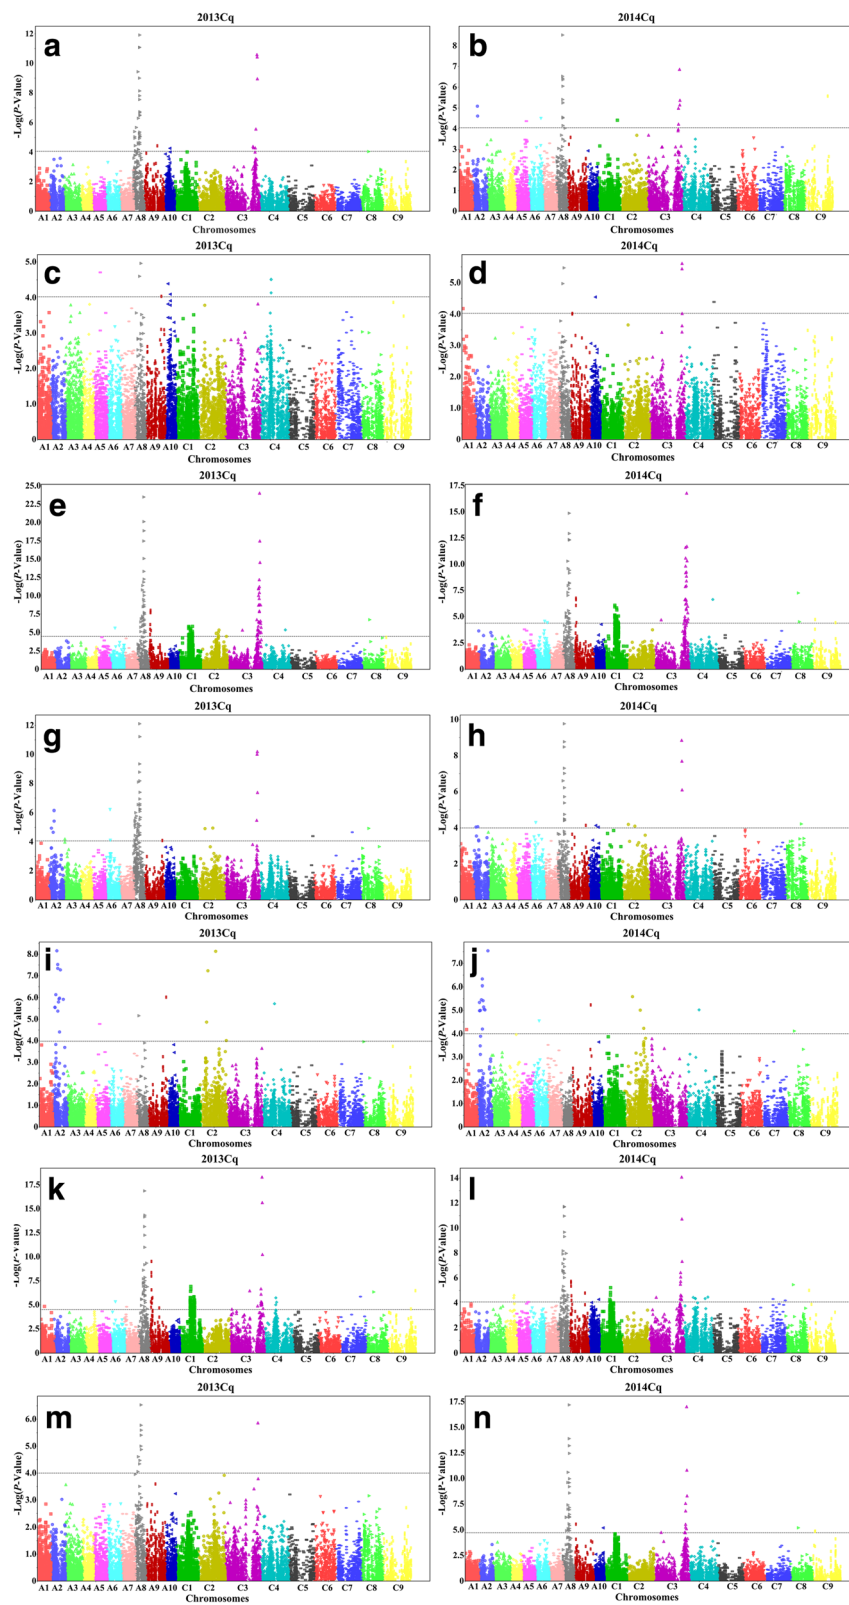 2013Cq
a
-Log(P-Value)
12
10
8
6
4
2
0
A1 A2 A3 A4 A5 A6 A7 A8 A9 A10 C1 C2 C3 C4 C5 C6 C7 C8 C9
Chromosomes
2014Cq
b
-Log(P-Value)
8
7
6
5
4
3
2
1
0
A1 A2 A3 A4 A5 A6 A7 A8 A9 A10 C1 C2 C3 C4 C5 C6 C7 C8 C9
Chromosomes
2013Cq
c
-Log(P-Value)
5.0
4.0
3.0
2.0
1.0
0
A1 A2 A3 A4 A5 A6 A7 A8 A9 A10 C1 C2 C3 C4 C5 C6 C7 C8 C9
Chromosomes
2014Cq
d
-Log(P-Value)
5.0
4.0
3.0
2.0
1.0
0
A1 A2 A3 A4 A5 A6 A7 A8 A9 A10 C1 C2 C3 C4 C5 C6 C7 C8 C9
Chromosomes
2013Cq
e
-Log(P-Value)
25.0
22.5
20.0
17.5
15.0
12.5
10.0
7.5
5.0
2.5
0
A1 A2 A3 A4 A5 A6 A7 A8 A9 A10 C1 C2 C3 C4 C5 C6 C7 C8 C9
Chromosomes
2014Cq
f
-Log(P-Value)
17.5
15.0
12.5
10.0
7.5
5.0
2.5
0
A1 A2 A3 A4 A5 A6 A7 A8 A9 A10 C1 C2 C3 C4 C5 C6 C7 C8 C9
Chromosomes
2013Cq
g
-Log(P-Value)
12
10
8
6
4
2
0
A1 A2 A3 A4 A5 A6 A7 A8 A9 A10 C1 C2 C3 C4 C5 C6 C7 C8 C9
Chromosomes
2014Cq
h
-Log(P-Value)
10
8
6
4
2
0
A1 A2 A3 A4 A5 A6 A7 A8 A9 A10 C1 C2 C3 C4 C5 C6 C7 C8 C9
Chromosomes
2013Cq
i
-Log(P-Value)
8.0
7.0
6.0
5.0
4.0
3.0
2.0
1.0
0
A1 A2 A3 A4 A5 A6 A7 A8 A9 A10 C1 C2 C3 C4 C5 C6 C7 C8 C9
Chromosomes
2014Cq
j
-Log(P-Value)
7.0
6.0
5.0
4.0
3.0
2.0
1.0
0
A1 A2 A3 A4 A5 A6 A7 A8 A9 A10 C1 C2 C3 C4 C5 C6 C7 C8 C9
Chromosomes
2013Cq
k
-Log(P-Value)
17.5
15.0
12.5
10.0
7.5
5.0
2.5
0
A1 A2 A3 A4 A5 A6 A7 A8 A9 A10 C1 C2 C3 C4 C5 C6 C7 C8 C9
Chromosomes
2014Cq
l
-Log(P-Value)
14
12
10
8
6
4
2
0
A1 A2 A3 A4 A5 A6 A7 A8 A9 A10 C1 C2 C3 C4 C5 C6 C7 C8 C9
Chromosomes
2013Cq
m
-Log(P-Value)
6.0
5.0
4.0
3.0
2.0
1.0
0
A1 A2 A3 A4 A5 A6 A7 A8 A9 A10 C1 C2 C3 C4 C5 C6 C7 C8 C9
Chromosomes
2014Cq
n
-Log(P-Value)
17.5
15.0
12.5
10.0
7.5
5.0
2.5
0
A1 A2 A3 A4 A5 A6 A7 A8 A9 A10 C1 C2 C3 C4 C5 C6 C7 C8 C9
Chromosomes